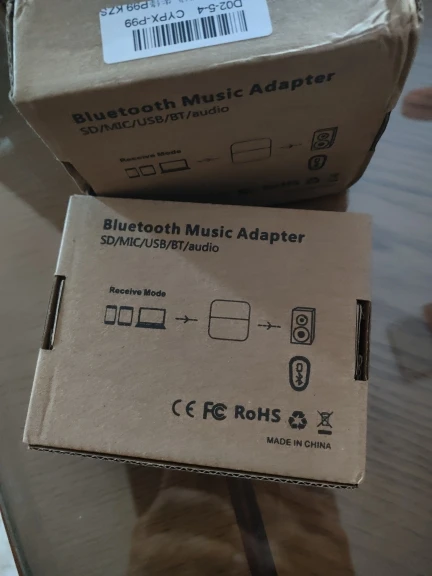 D02-5-4 CYPX-P99
Bluetooth Music Adapter
SD/MIC/USB/BT/audio
Receive Mode
Bluetooth Music Adapter
SD/MIC/USB/BT/audio
Receive Mode
CE FC RoHS
MADE IN CHINA